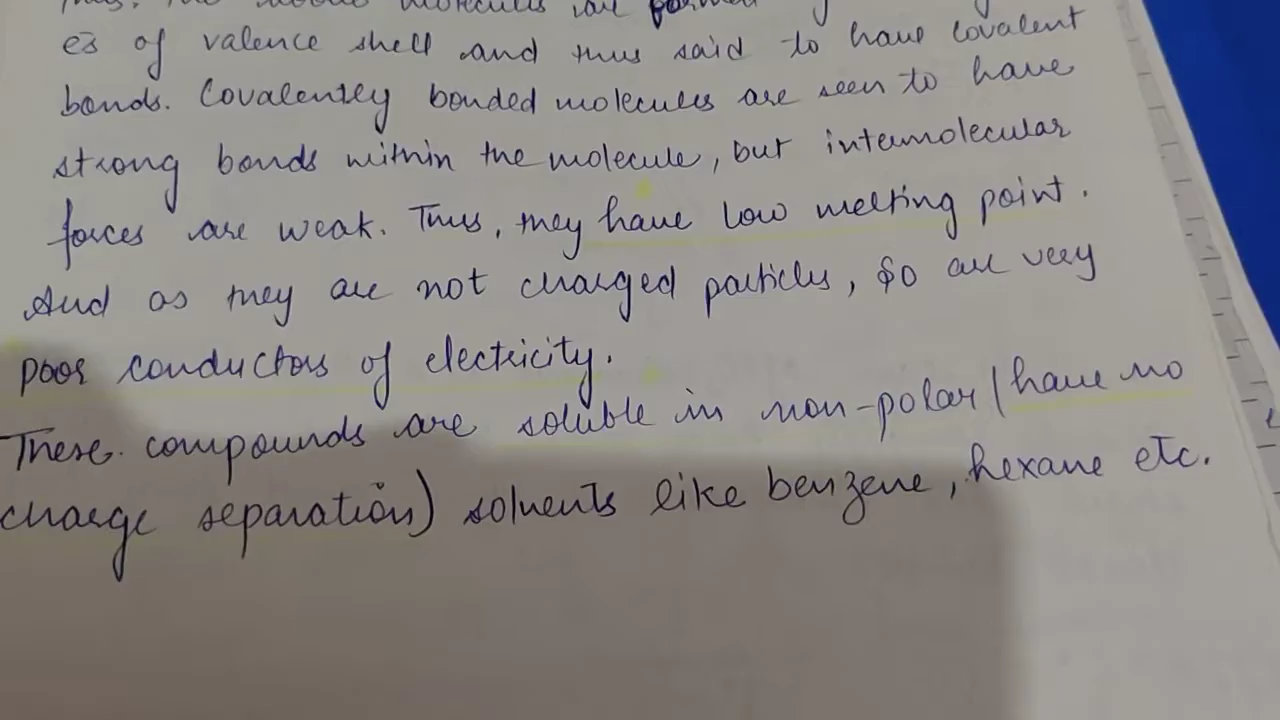 molecules are formed
es of valence shell and thus said to have covalent
bonds. Covalently bonded molecules are seen to have
strong bonds within the molecule, but intermolecular
forces are weak. Thus, they have low melting point.
And as they are not charged particles, so are very
poor conductors of electricity.
These compounds are soluble in non-polar (have no
charge separation) solvents like benzene, hexane etc.